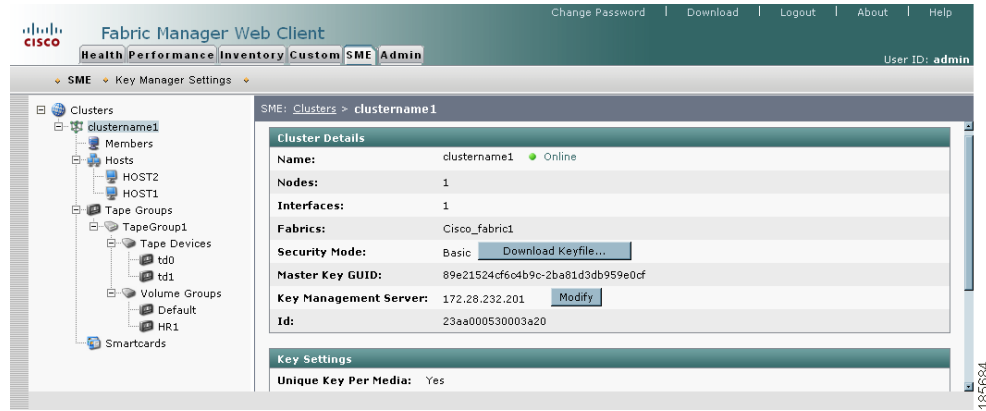 Change Password | Download | Logout | About | Help
CISCO
Fabric Manager Web Client
Health Performance Inventory Custom SME Admin
User ID: admin
SME Key Manager Settings
Clusters
clustername1
Members
Hosts
HOST2
HOST1
Tape Groups
TapeGroup1
Tape Devices
td0
td1
Volume Groups
Default
HR1
Smartcards
SME: Clusters > clustername1
Cluster Details
Name: clustername1 Online
Nodes: 1
Interfaces: 1
Fabrics: Cisco_fabric1
Security Mode: Basic Download Keyfile...
Master Key GUID: 89e21524cf6c4b9c-2ba81d3db959e0cf
Key Management Server: 172.28.232.201 Modify
Id: 23aa000530003a20
Key Settings
Unique Key Per Media: Yes
185684